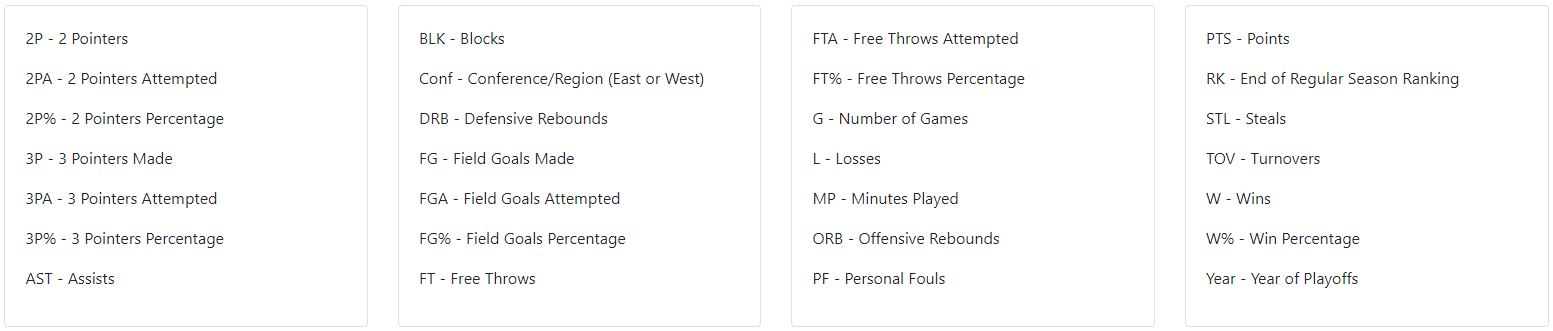 2P - 2 Pointers
2PA - 2 Pointers Attempted
2P% - 2 Pointers Percentage
3P - 3 Pointers Made
3PA - 3 Pointers Attempted
3P% - 3 Pointers Percentage
AST - Assists
BLK - Blocks
Conf - Conference/Region (East or West)
DRB - Defensive Rebounds
FG - Field Goals Made
FGA - Field Goals Attempted
FG% - Field Goals Percentage
FT - Free Throws
FTA - Free Throws Attempted
FT% - Free Throws Percentage
G - Number of Games
L - Losses
MP - Minutes Played
ORB - Offensive Rebounds
PF - Personal Fouls
PTS - Points
RK - End of Regular Season Ranking
STL - Steals
TOV - Turnovers
W - Wins
W% - Win Percentage
Year - Year of Playoffs